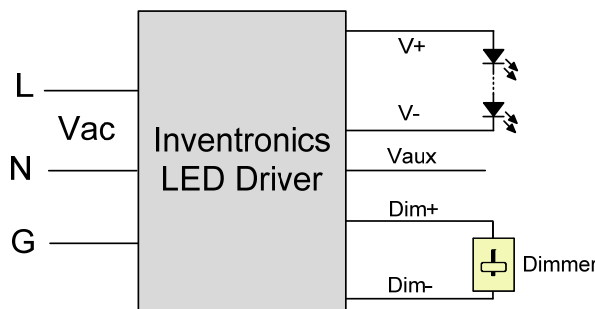 L
Vac
N
G
Inventronics
LED Driver
V+
V-
Vaux
Dim+
Dim-
Dimmer